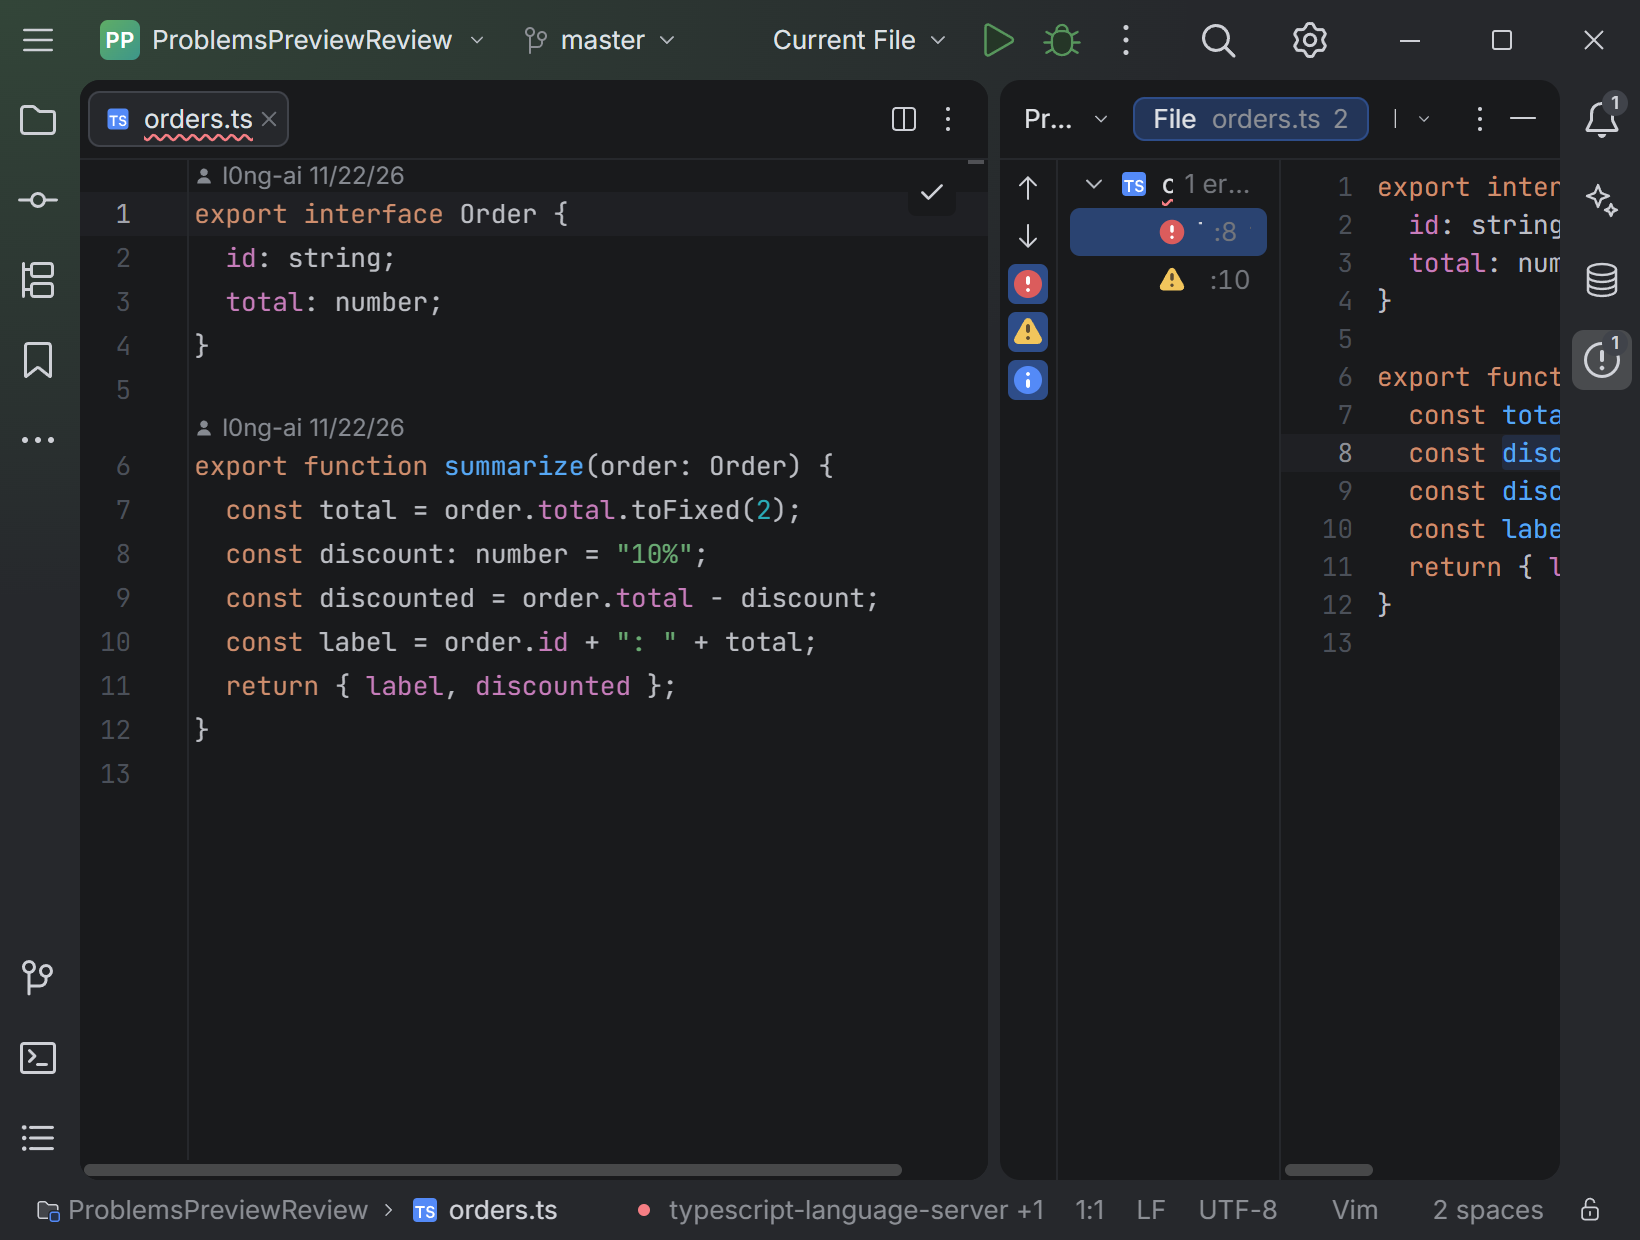 PP ProblemsPreviewReview master Current File
TS orders.ts
l0ng-ai 11/22/26
1 export interface Order {
2 id: string;
3 total: number;
4 }
5
l0ng-ai 11/22/26
6 export function summarize(order: Order) {
7 const total = order.total.toFixed(2);
8 const discount: number = "10%";
9 const discounted = order.total - discount;
10 const label = order.id + ": " + total;
11 return { label, discounted };
12 }
13
Pr... File orders.ts 2
TS 1 er...
:8
:10
1 export inter
2 id: string
3 total: num
4 }
5
6 export funct
7 const tota
8 const disc
9 const disc
10 const labe
11 return { l
12 }
13
1
1
ProblemsPreviewReview > TS orders.ts typescript-language-server +1 1:1 LF UTF-8 Vim 2 spaces